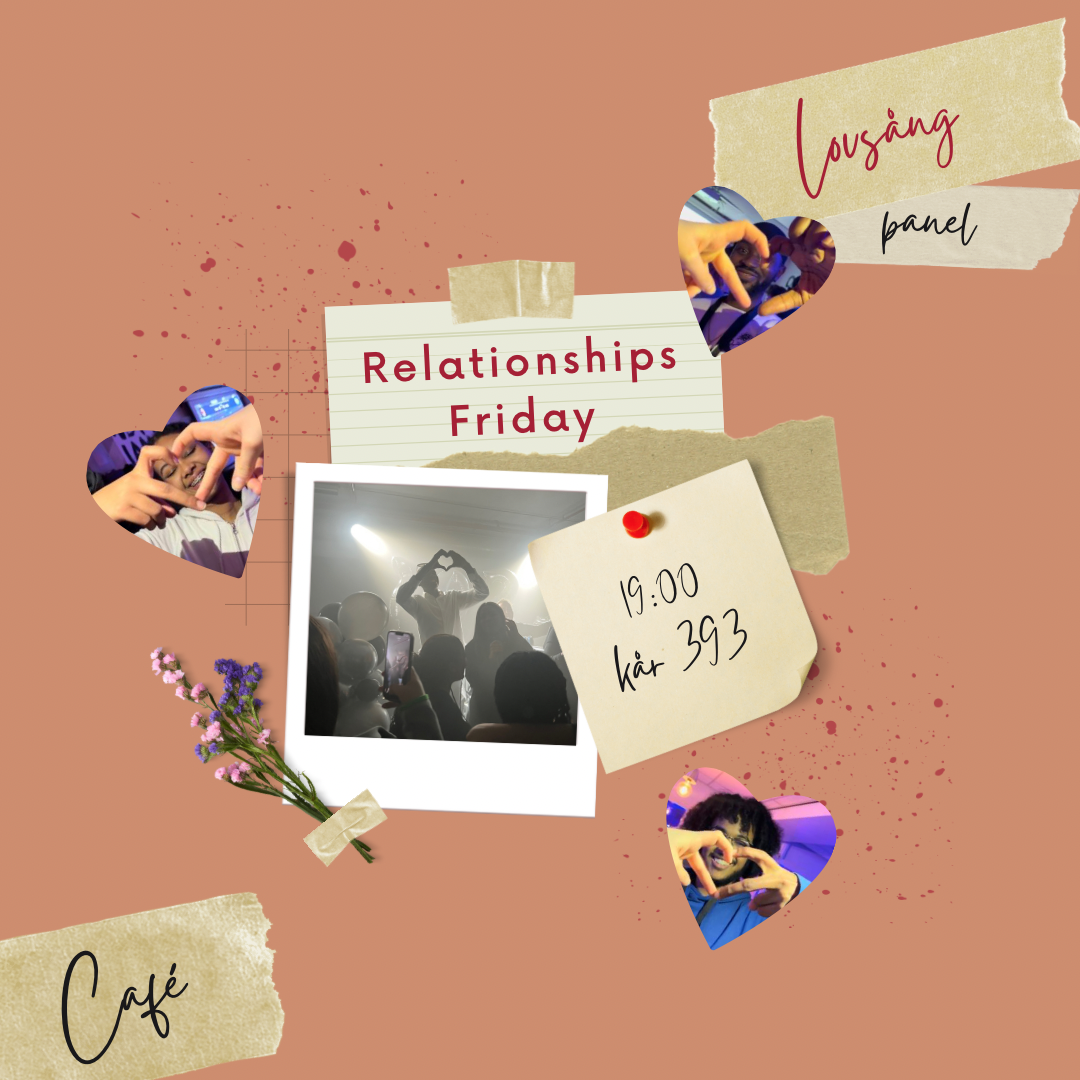 Lovsång
panel
Relationships
Friday
19:00
kår 393
Café